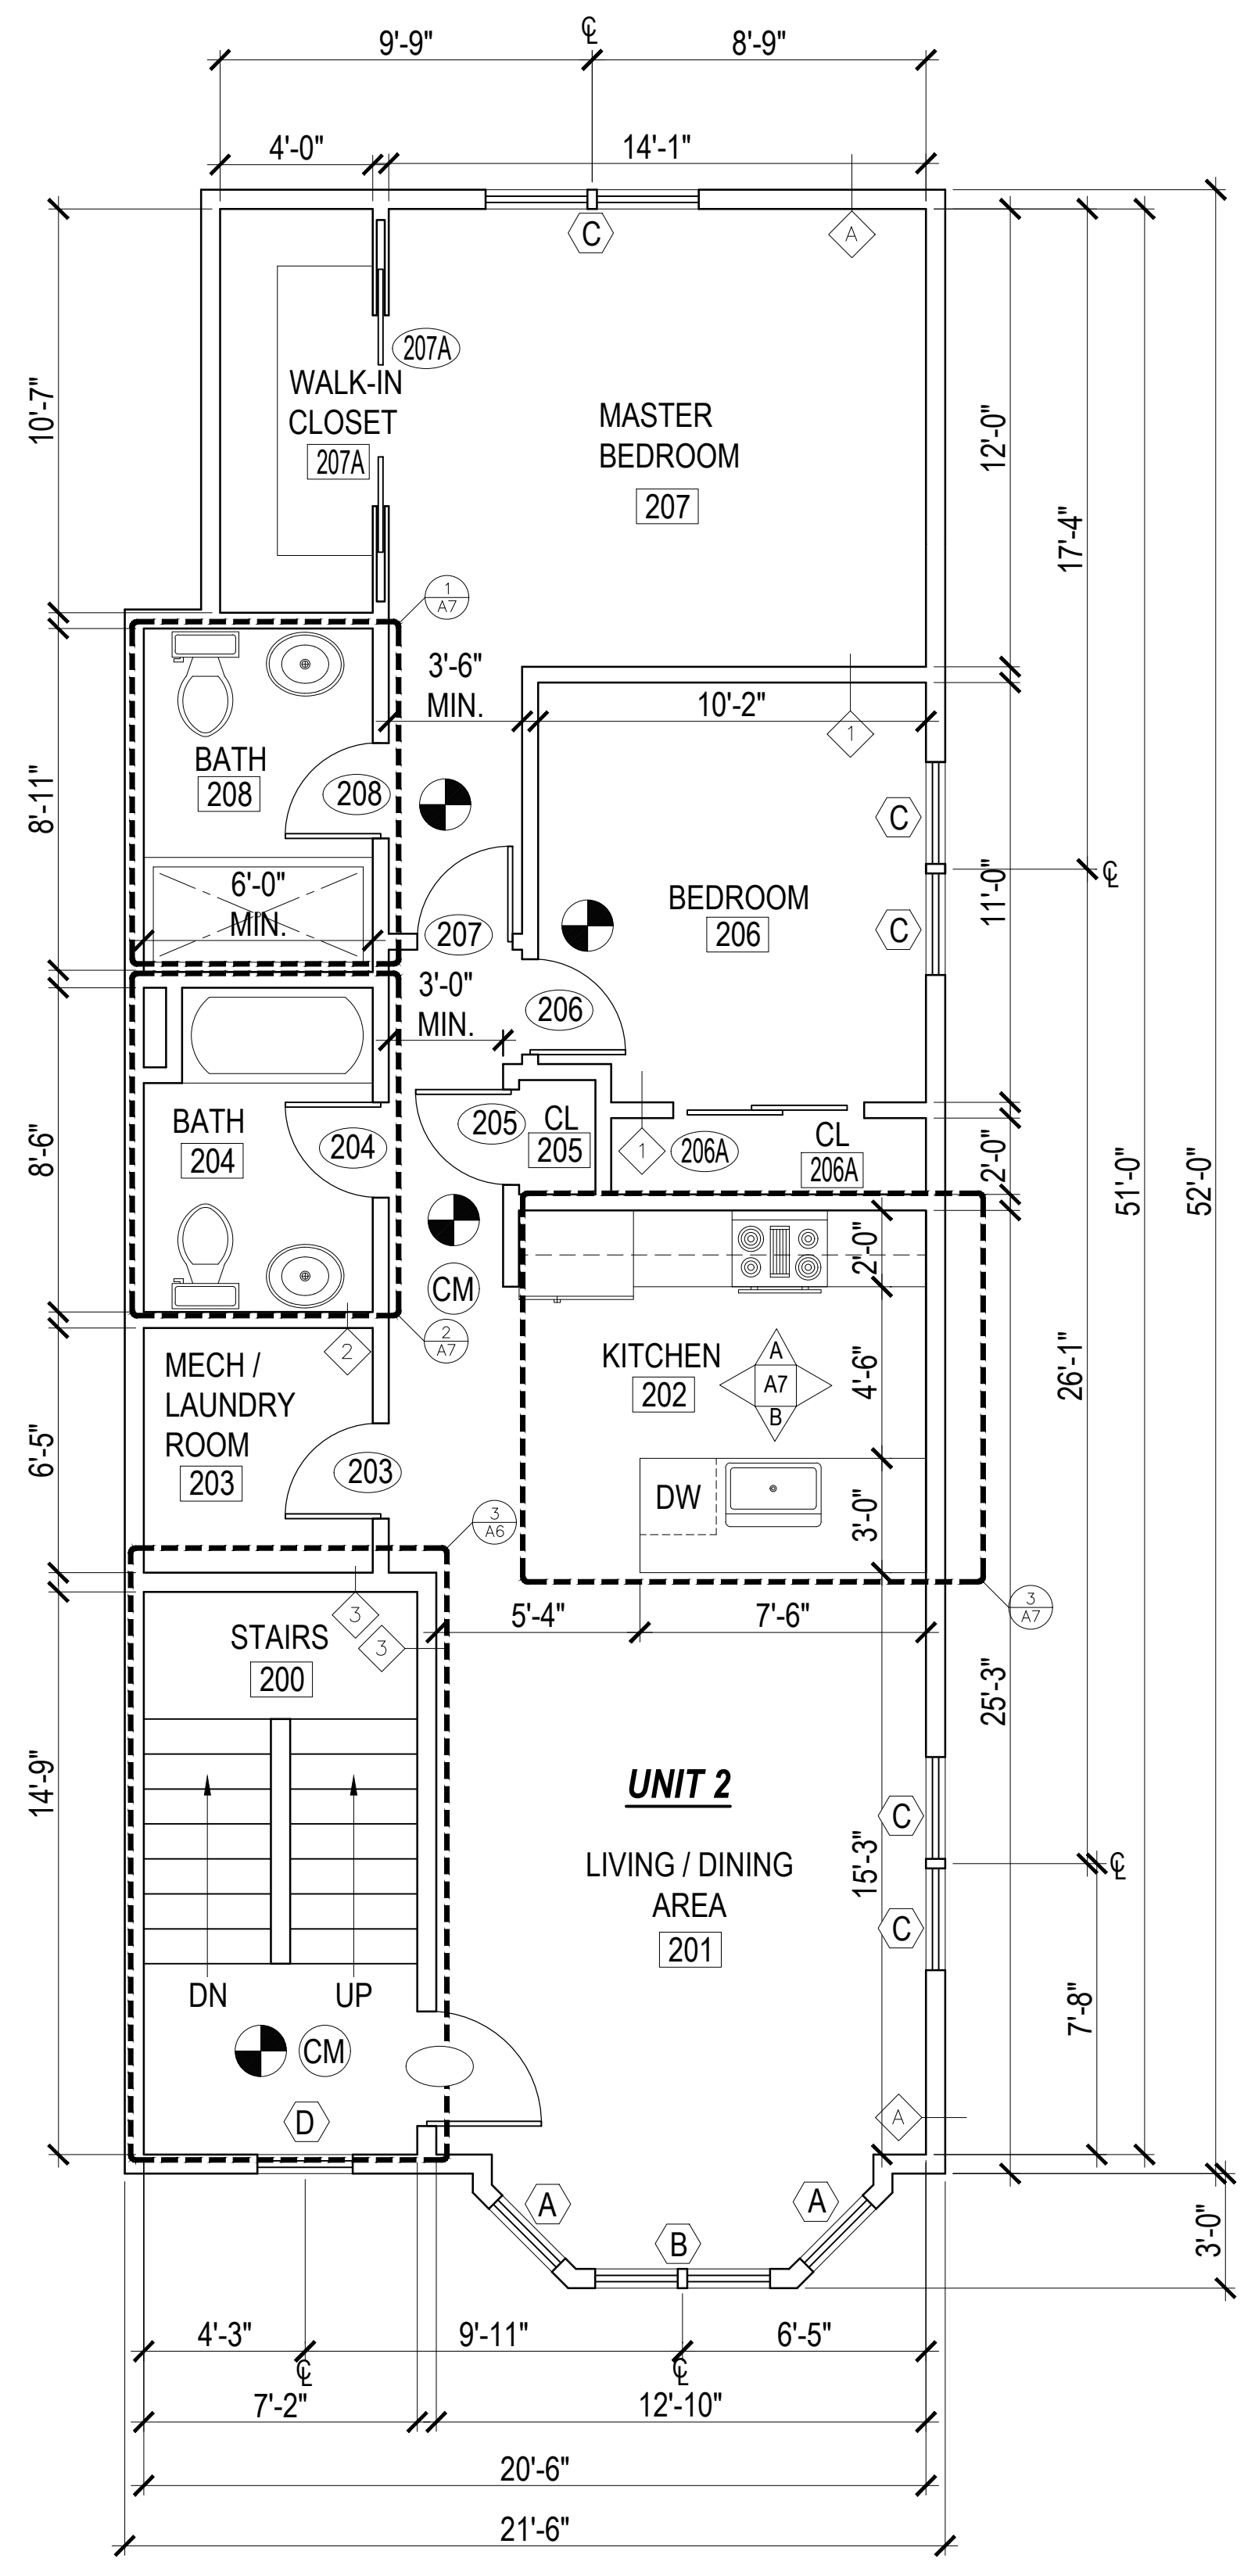 ℄
9'-9"
8'-9"
4'-0"
14'-1"
C
A
207A
WALK-IN
CLOSET
207A
MASTER
BEDROOM
207
10'-7"
12'-0"
17'-4"
1
A7
3'-6"
MIN.
10'-2"
1
BATH
208
208
8'-11"
C
℄
6'-0"
MIN.
BEDROOM
206
11'-0"
C
207
3'-0"
MIN.
206
BATH
204
204
205
CL
205
1
206A
CL
206A
8'-6"
2'-0"
51'-0"
52'-0"
2'-0"
CM
2
A7
2
KITCHEN
202
A
A7
B
4'-6"
26'-1"
MECH /
LAUNDRY
ROOM
203
203
6'-5"
DW
3'-0"
3
A6
3
A7
5'-4"
7'-6"
3
3
STAIRS
200
25'-3"
14'-9"
UNIT 2
C
15'-3"
℄
LIVING / DINING
AREA
201
C
DN
UP
7'-8"
CM
D
A
A
A
B
3'-0"
4'-3"
9'-11"
6'-5"
℄
℄
7'-2"
12'-10"
20'-6"
21'-6"